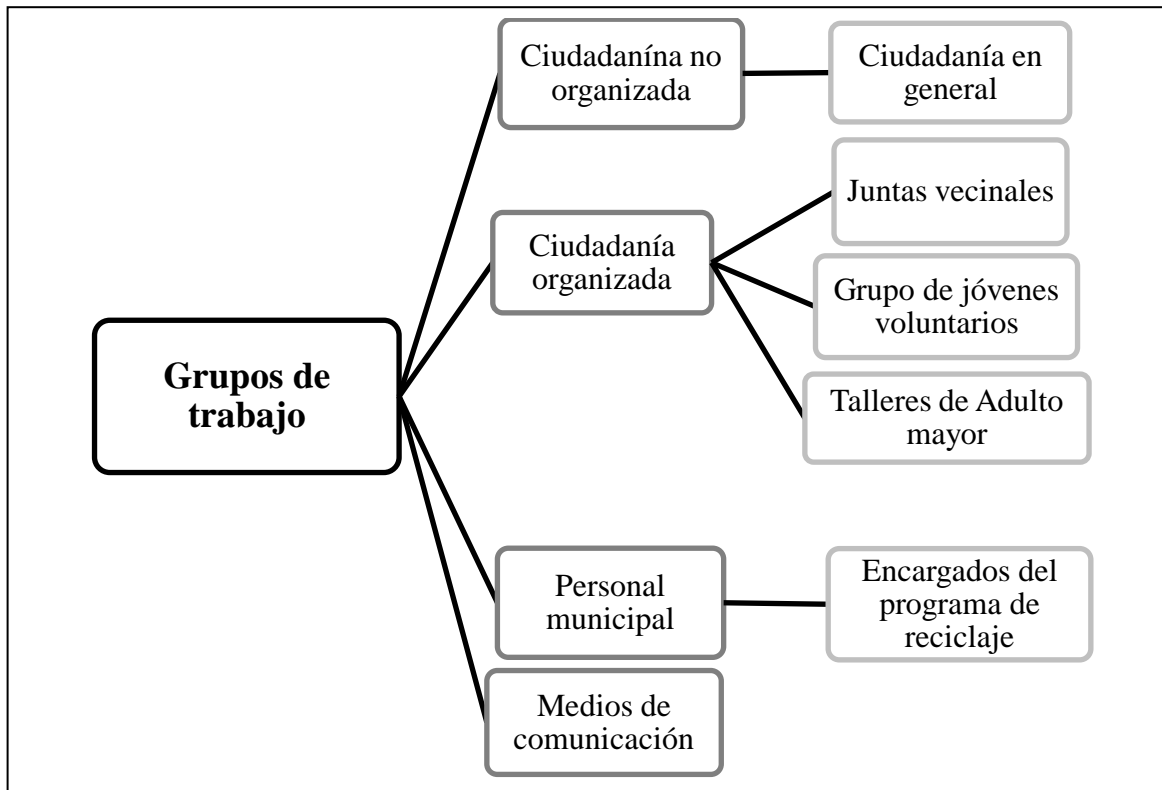 Ciudadanína no
organizada
Ciudadanía en
general
Ciudadanía
organizada
Juntas vecinales
Grupo de jóvenes
voluntarios
Talleres de Adulto
mayor
Grupos de
trabajo
Personal
municipal
Encargados del
programa de
reciclaje
Medios de
comunicación